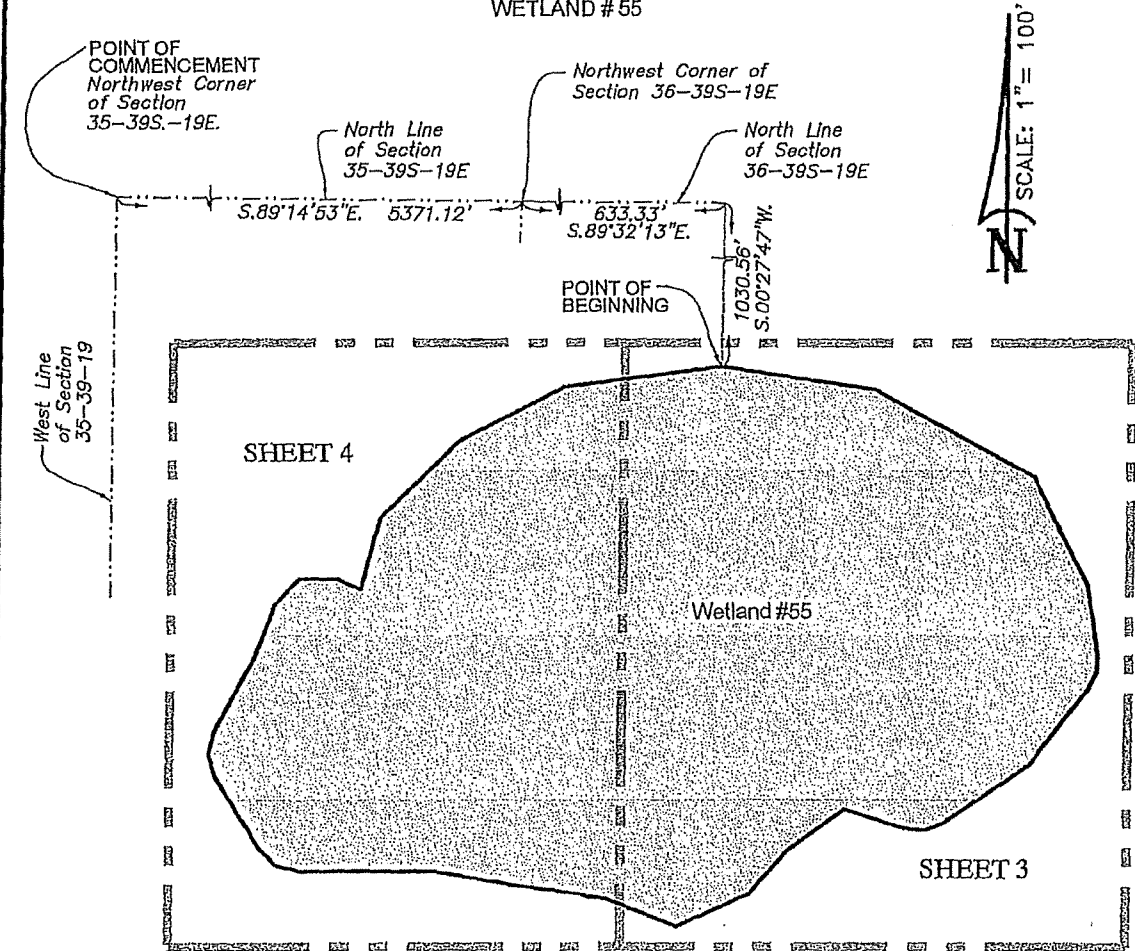 WETLAND # 55
POINT OF
COMMENCEMENT
Northwest Corner
of Section
35-39S.-19E.
Northwest Corner of
Section 36-39S-19E
North Line
of Section
35-39S-19E
North Line
of Section
36-39S-19E
SCALE: 1"= 100'
N
S.89°14'53"E. 5371.12'
633.33'
S.89°32'13"E.
1030.56'
S.00°27'47"W.
POINT OF
BEGINNING
West Line
of Section
35-39-19
SHEET 4
Wetland #55
SHEET 3